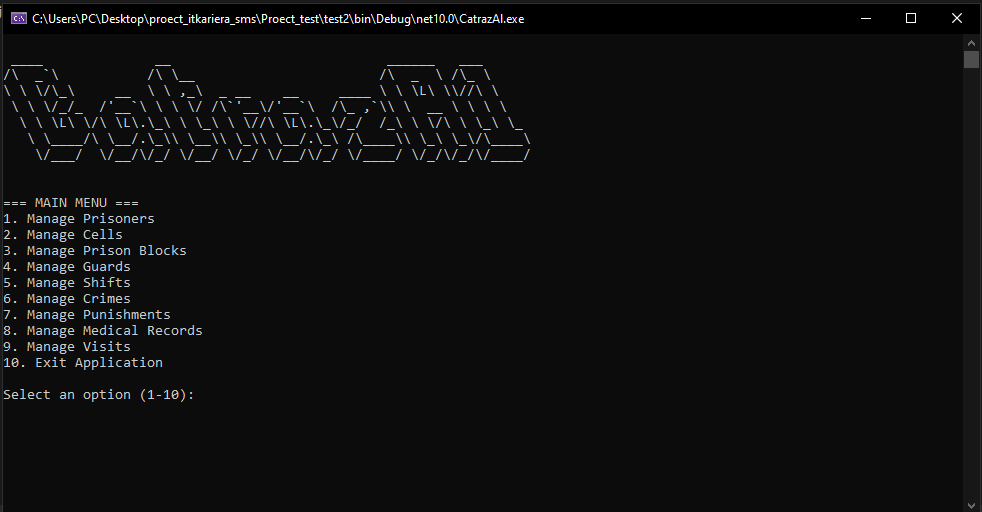 C:\Users\PC\Desktop\proect_itkariera_sms\Proect_test\test2\bin\Debug\net10.0\CatrazAI.exe
CatrazAI
=== MAIN MENU ===
1. Manage Prisoners
2. Manage Cells
3. Manage Prison Blocks
4. Manage Guards
5. Manage Shifts
6. Manage Crimes
7. Manage Punishments
8. Manage Medical Records
9. Manage Visits
10. Exit Application
Select an option (1-10):